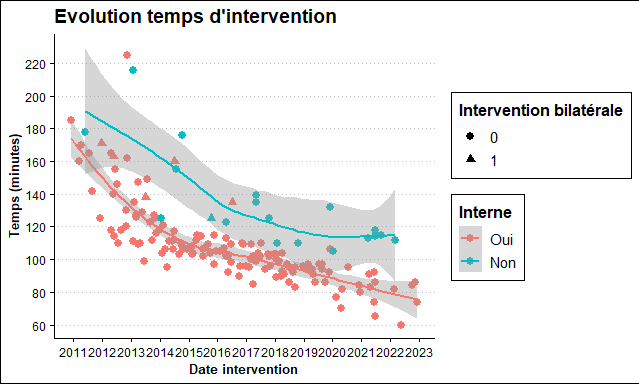 Evolution temps d'intervention
220
200
180
160
140
120
100
80
60
Temps (minutes)
2011 2012 2013 2014 2015 2016 2017 2018 2019 2020 2021 2022 2023
Date intervention
Intervention bilatérale
0
1
Interne
Oui
Non